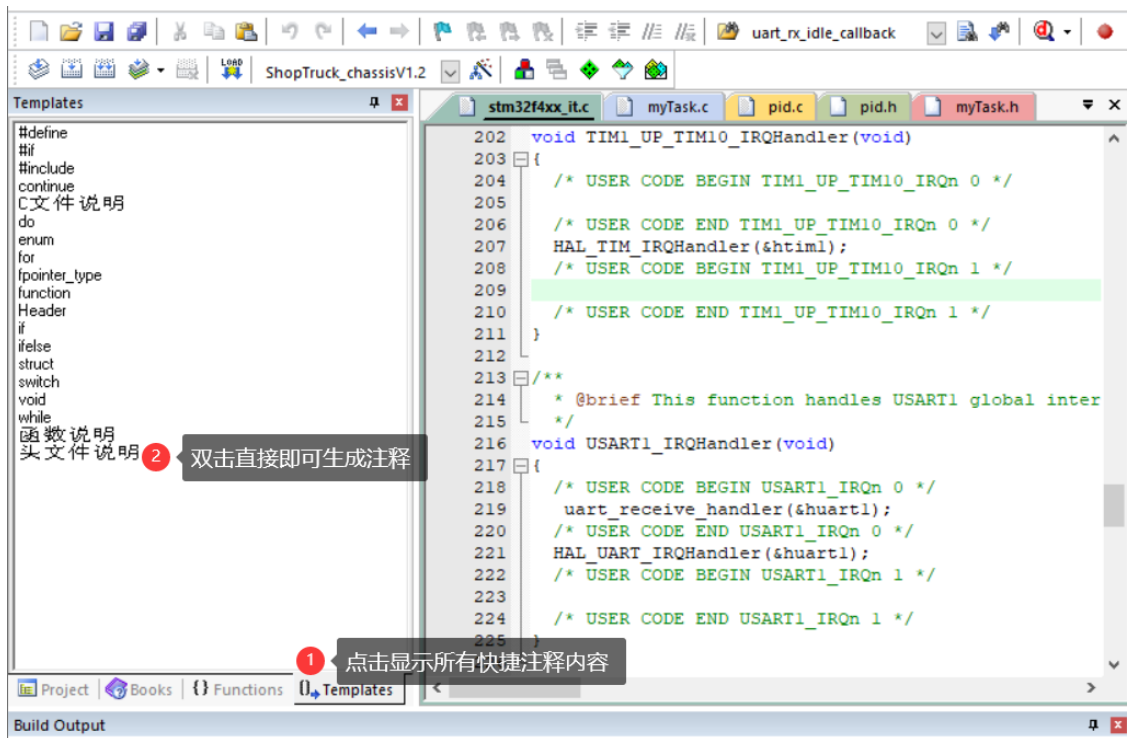 uart_rx_idle_callback
LOAD
ShopTruck_chassisV1.2
Templates
stm32f4xx_it.c
myTask.c
pid.c
pid.h
myTask.h
#define
#if
#include
continue
C文件说明
do
enum
for
fpointer_type
function
Header
if
ifelse
struct
switch
void
while
函数说明
头文件说明
2 双击直接即可生成注释
202 void TIM1_UP_TIM10_IRQHandler(void)
203 {
204 /* USER CODE BEGIN TIM1_UP_TIM10_IRQn 0 */
205
206 /* USER CODE END TIM1_UP_TIM10_IRQn 0 */
207 HAL_TIM_IRQHandler(&htim1);
208 /* USER CODE BEGIN TIM1_UP_TIM10_IRQn 1 */
209
210 /* USER CODE END TIM1_UP_TIM10_IRQn 1 */
211 }
212
213 /**
214 * @brief This function handles USART1 global inter
215 */
216 void USART1_IRQHandler(void)
217 {
218 /* USER CODE BEGIN USART1_IRQn 0 */
219 uart_receive_handler(&huart1);
220 /* USER CODE END USART1_IRQn 0 */
221 HAL_UART_IRQHandler(&huart1);
222 /* USER CODE BEGIN USART1_IRQn 1 */
223
224 /* USER CODE END USART1_IRQn 1 */
225 }
1 点击显示所有快捷注释内容
Project
Books
{} Functions
Templates
Build Output